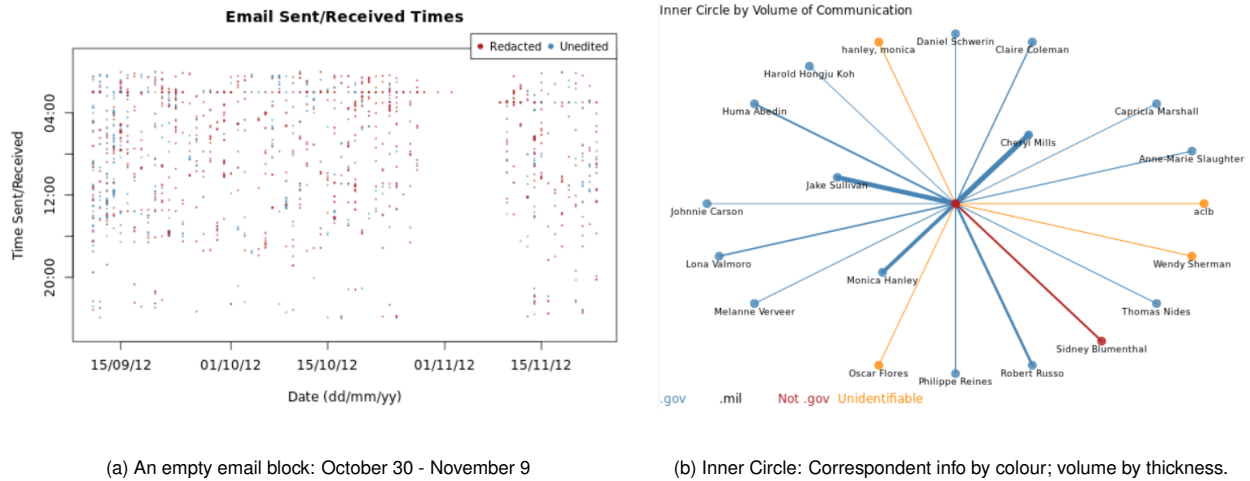 Email Sent/Received Times
Redacted Unedited
Time Sent/Received
04:00
12:00
20:00
15/09/12 01/10/12 15/10/12 01/11/12 15/11/12
Date (dd/mm/yy)
(a) An empty email block: October 30 - November 9
Inner Circle by Volume of Communication
Daniel Schwerin
hanley, monica
Claire Coleman
Harold Hongju Koh
Huma Abedin
Capricia Marshall
Cheryl Mills
Anne-Marie Slaughter
Jake Sullivan
Johnnie Carson
aclb
Lona Valmoro
Wendy Sherman
Monica Hanley
Melanne Verveer
Thomas Nides
Sidney Blumenthal
Oscar Flores
Philippe Reines
Robert Russo
.gov .mil Not .gov Unidentifiable
(b) Inner Circle: Correspondent info by colour; volume by thickness.